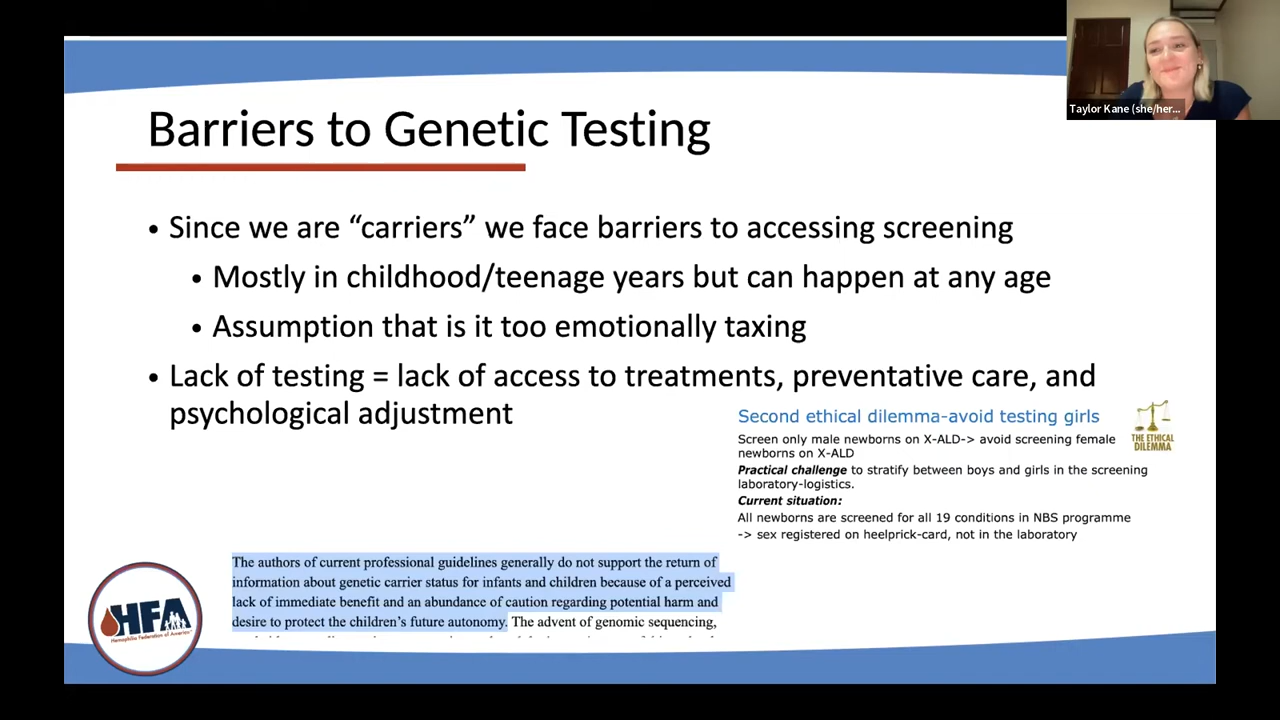 Taylor Kane (she/her...
Barriers to Genetic Testing
• Since we are “carriers” we face barriers to accessing screening
• Mostly in childhood/teenage years but can happen at any age
• Assumption that is it too emotionally taxing
• Lack of testing = lack of access to treatments, preventative care, and
psychological adjustment
Second ethical dilemma-avoid testing girls
THE ETHICAL
DILEMMA
Screen only male newborns on X-ALD-> avoid screening female
newborns on X-ALD
Practical challenge to stratify between boys and girls in the screening
laboratory-logistics.
Current situation:
All newborns are screened for all 19 conditions in NBS programme
-> sex registered on heelprick-card, not in the laboratory
The authors of current professional guidelines generally do not support the return of
information about genetic carrier status for infants and children because of a perceived
lack of immediate benefit and an abundance of caution regarding potential harm and
desire to protect the children’s future autonomy. The advent of genomic sequencing,
HFA
Hemophilia Federation of America